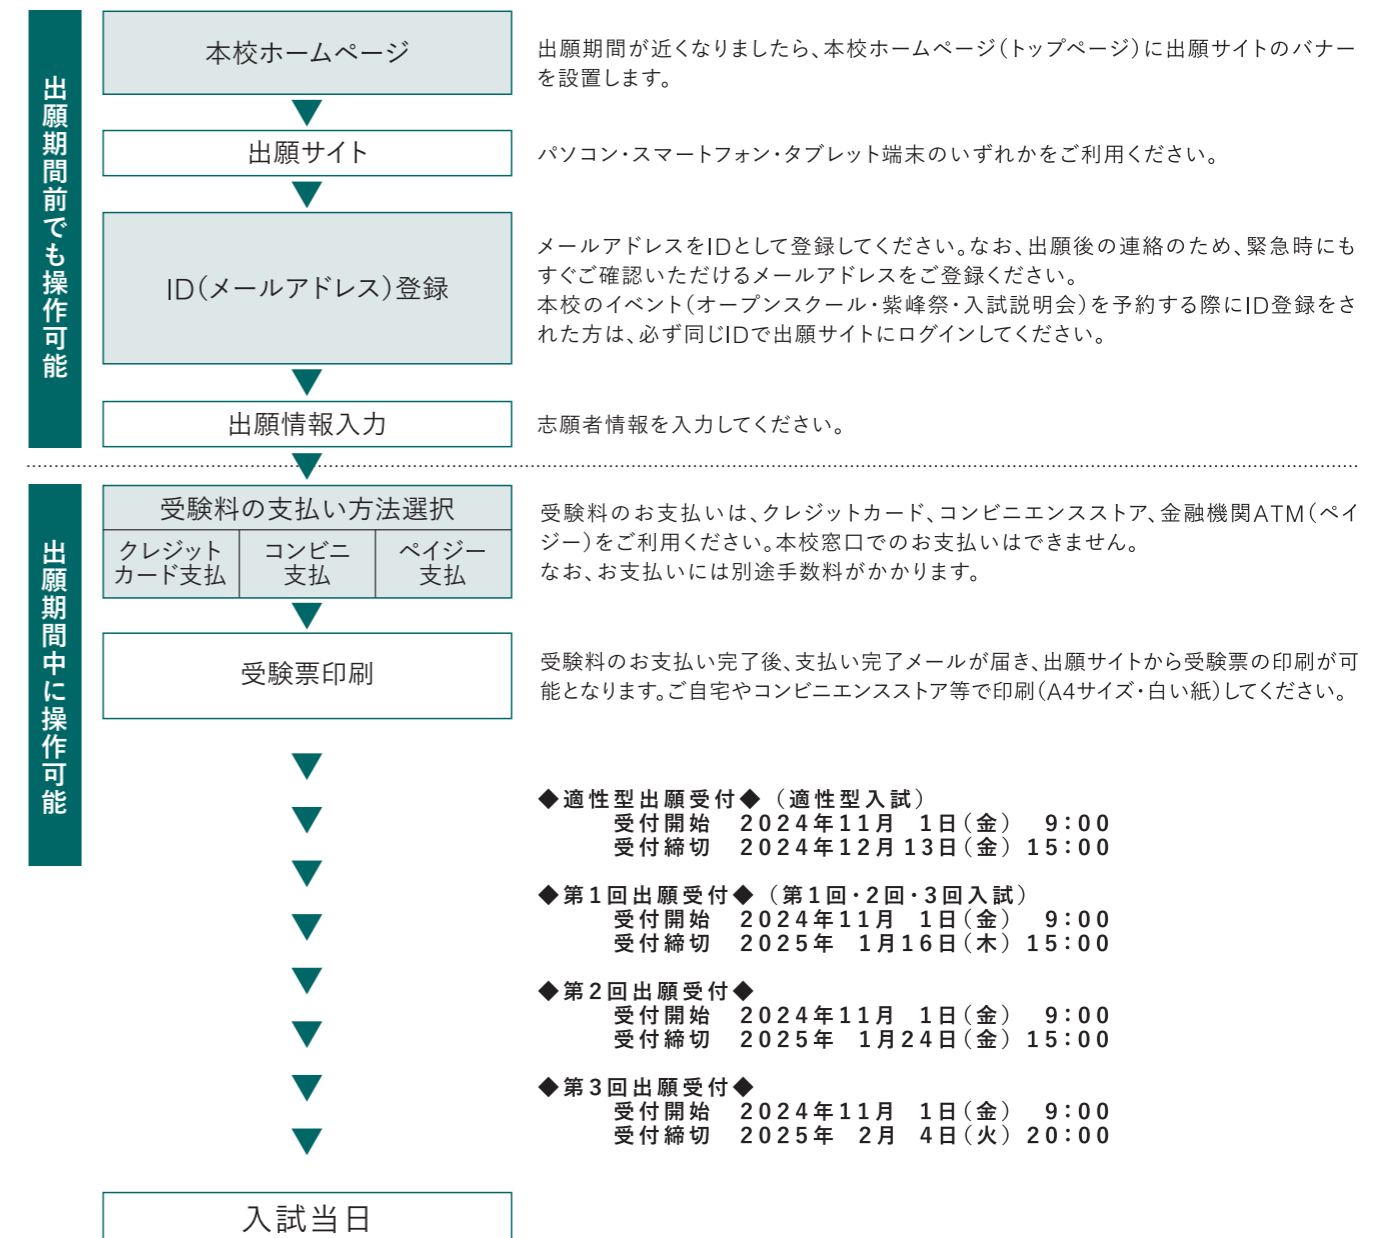 出願期間前でも操作可能
本校ホームページ
出願期間が近くなりましたら、本校ホームページ(トップページ)に出願サイトのバナー
を設置します。
出願サイト
パソコン・スマートフォン・タブレット端末のいずれかをご利用ください。
ID(メールアドレス)登録
メールアドレスをIDとして登録してください。なお、出願後の連絡のため、緊急時にも
すぐご確認いただけるメールアドレスをご登録ください。
本校のイベント(オープンスクール・紫峰祭・入試説明会)を予約する際にID登録をさ
れた方は、必ず同じIDで出願サイトにログインしてください。
出願情報入力
志願者情報を入力してください。
出願期間中に操作可能
受験料の支払い方法選択
クレジット
カード支払
コンビニ
支払
ペイジー
支払
受験料のお支払いは、クレジットカード、コンビニエンスストア、金融機関ATM(ペイ
ジー)をご利用ください。本校窓口でのお支払いはできません。
なお、お支払いには別途手数料がかかります。
受験票印刷
受験料のお支払い完了後、支払い完了メールが届き、出願サイトから受験票の印刷が可
能となります。ご自宅やコンビニエンスストア等で印刷(A4サイズ・白い紙)してください。
◆適性型出願受付◆(適性型入試)
受付開始 2024年11月 1日(金) 9:00
受付締切 2024年12月13日(金)15:00
◆第1回出願受付◆(第1回・2回・3回入試)
受付開始 2024年11月 1日(金) 9:00
受付締切 2025年 1月16日(木)15:00
◆第2回出願受付◆
受付開始 2024年11月 1日(金) 9:00
受付締切 2025年 1月24日(金)15:00
◆第3回出願受付◆
受付開始 2024年11月 1日(金) 9:00
受付締切 2025年 2月 4日(火)20:00
入試当日